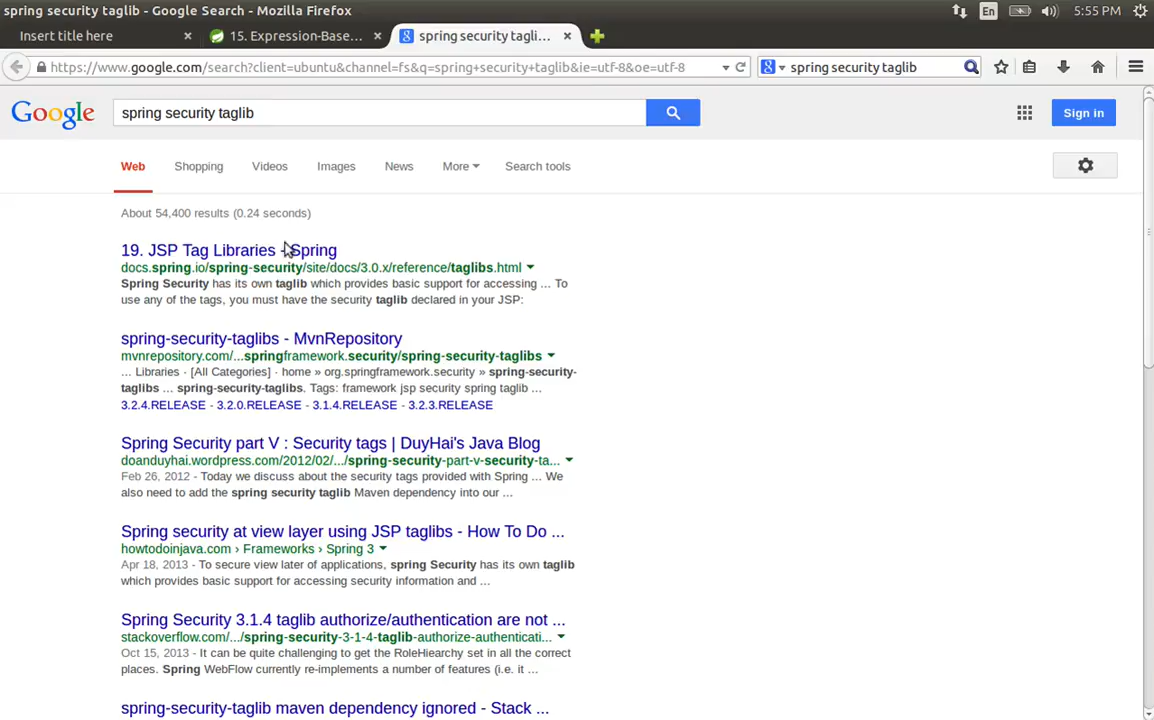 spring security taglib - Google Search - Mozilla Firefox
En
5:55 PM
Insert title here
15. Expression-Base...
spring security tagli...
https://www.google.com/search?client=ubuntu&channel=fs&q=spring+security+taglib&ie=utf-8&oe=utf-8
spring security taglib
Google
spring security taglib
Sign in
Web
Shopping
Videos
Images
News
More
Search tools
About 54,400 results (0.24 seconds)
19. JSP Tag Libraries - Spring
docs.spring.io/spring-security/site/docs/3.0.x/reference/taglibs.html
Spring Security has its own taglib which provides basic support for accessing ... To
use any of the tags, you must have the security taglib declared in your JSP:
spring-security-taglibs - MvnRepository
mvnrepository.com/...springframework.security/spring-security-taglibs
... Libraries · [All Categories] · home » org.springframework.security » spring-security-
taglibs ... spring-security-taglibs. Tags: framework jsp security spring taglib ...
3.2.4.RELEASE - 3.2.0.RELEASE - 3.1.4.RELEASE - 3.2.3.RELEASE
Spring Security part V : Security tags | DuyHai's Java Blog
doanduyhai.wordpress.com/2012/02/.../spring-security-part-v-security-ta...
Feb 26, 2012 - Today we discuss about the security tags provided with Spring ... We
also need to add the spring security taglib Maven dependency into our ...
Spring security at view layer using JSP taglibs - How To Do ...
howtodoinjava.com › Frameworks › Spring 3
Apr 18, 2013 - To secure view later of applications, spring Security has its own taglib
which provides basic support for accessing security information and ...
Spring Security 3.1.4 taglib authorize/authentication are not ...
stackoverflow.com/.../spring-security-3-1-4-taglib-authorize-authenticati...
Oct 15, 2013 - It can be quite challenging to get the RoleHiearchy set in all the correct
places. Spring WebFlow currently re-implements a number of features (i.e. it ...
spring-security-taglib maven dependency ignored - Stack ...